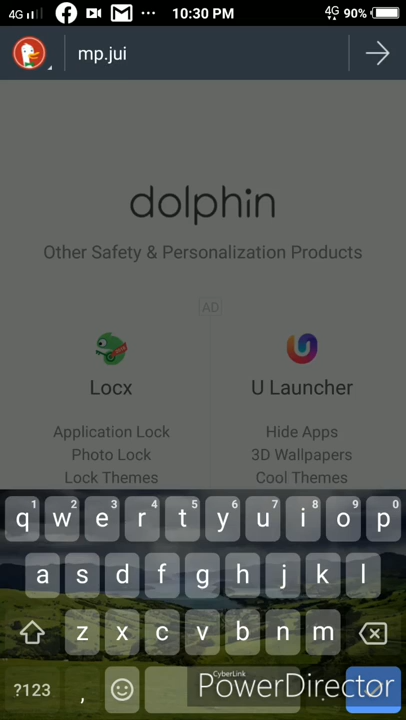 4G 10:30 PM 4G 90%
mp.jui
dolphin
Other Safety & Personalization Products
AD
Locx
U Launcher
Application Lock
Hide Apps
Photo Lock
3D Wallpapers
Lock Themes
Cool Themes
1 2 3 4 5 6 7 8 9 0
q w e r t y u i o p
a s d f g h j k l
z x c v b n m
?123 ,
CyberLink
PowerDirector